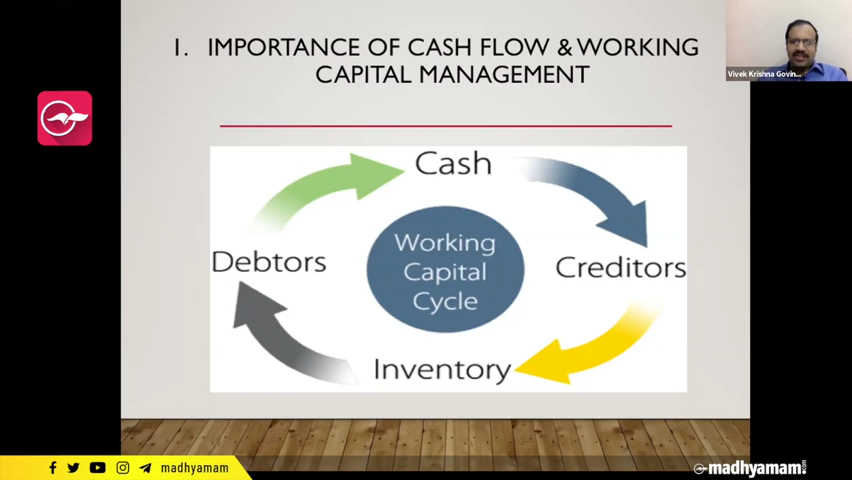 1. IMPORTANCE OF CASH FLOW & WORKING
CAPITAL MANAGEMENT
Vivek Krishna Govin...
Cash
Working
Capital
Cycle
Debtors
Creditors
Inventory
madhyamam
madhyamam.com